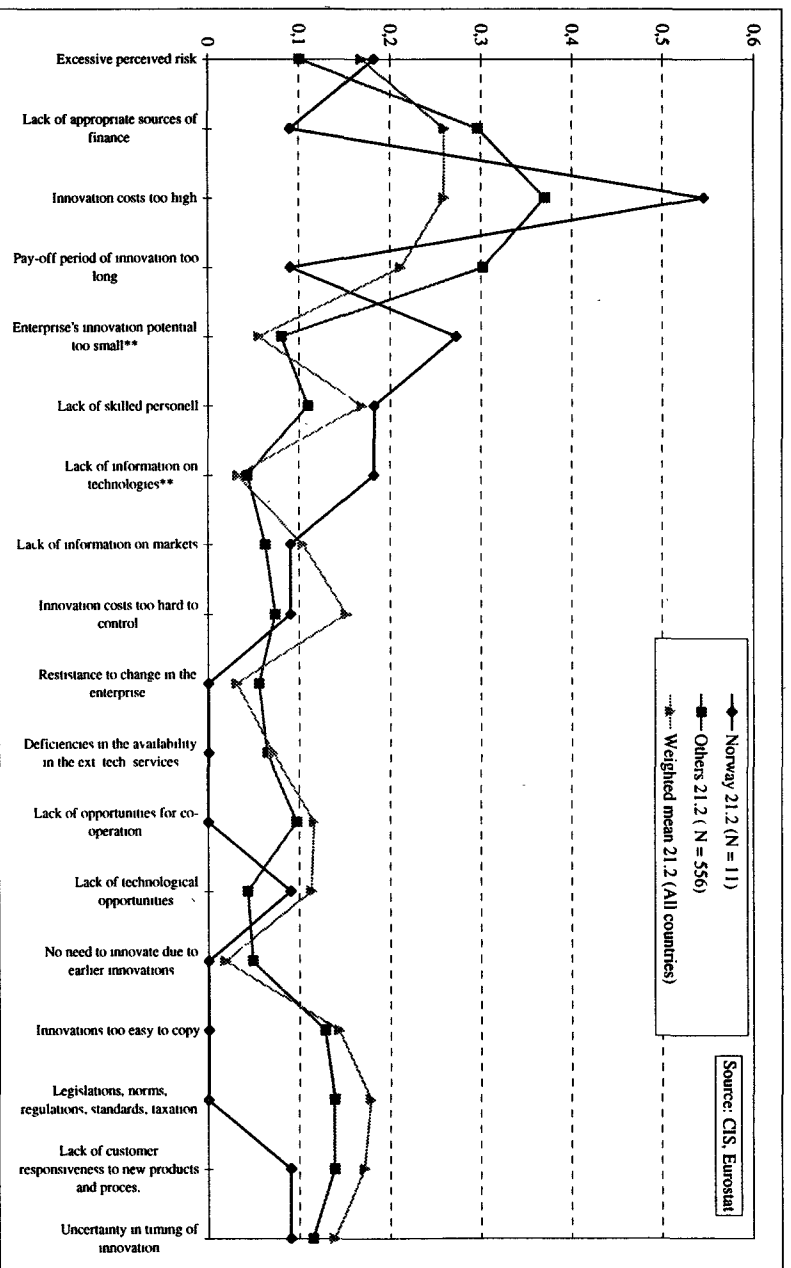 0,6
0,5
0,4
0,3
0,2
0,1
0
Source: CIS, Eurostat
Norway 21.2 (N = 11)
Others 21.2 ( N = 556)
Weighted mean 21.2 (All countries)
Excessive perceived risk
Lack of appropriate sources of
finance
Innovation costs too high
Pay-off period of innovation too
long
Enterprise's innovation potential
too small**
Lack of skilled personell
Lack of information on
technologies**
Lack of information on markets
Innovation costs too hard to
control
Restistance to change in the
enterprise
Deficiencies in the availability
in the ext tech services
Lack of opportunities for co-
operation
Lack of technological
opportunities
No need to innovate due to
earlier innovations
Innovations too easy to copy
Legislations, norms,
regulations, standards, taxation
Lack of customer
responsiveness to new products
and proces.
Uncertainty in timing of
innovation